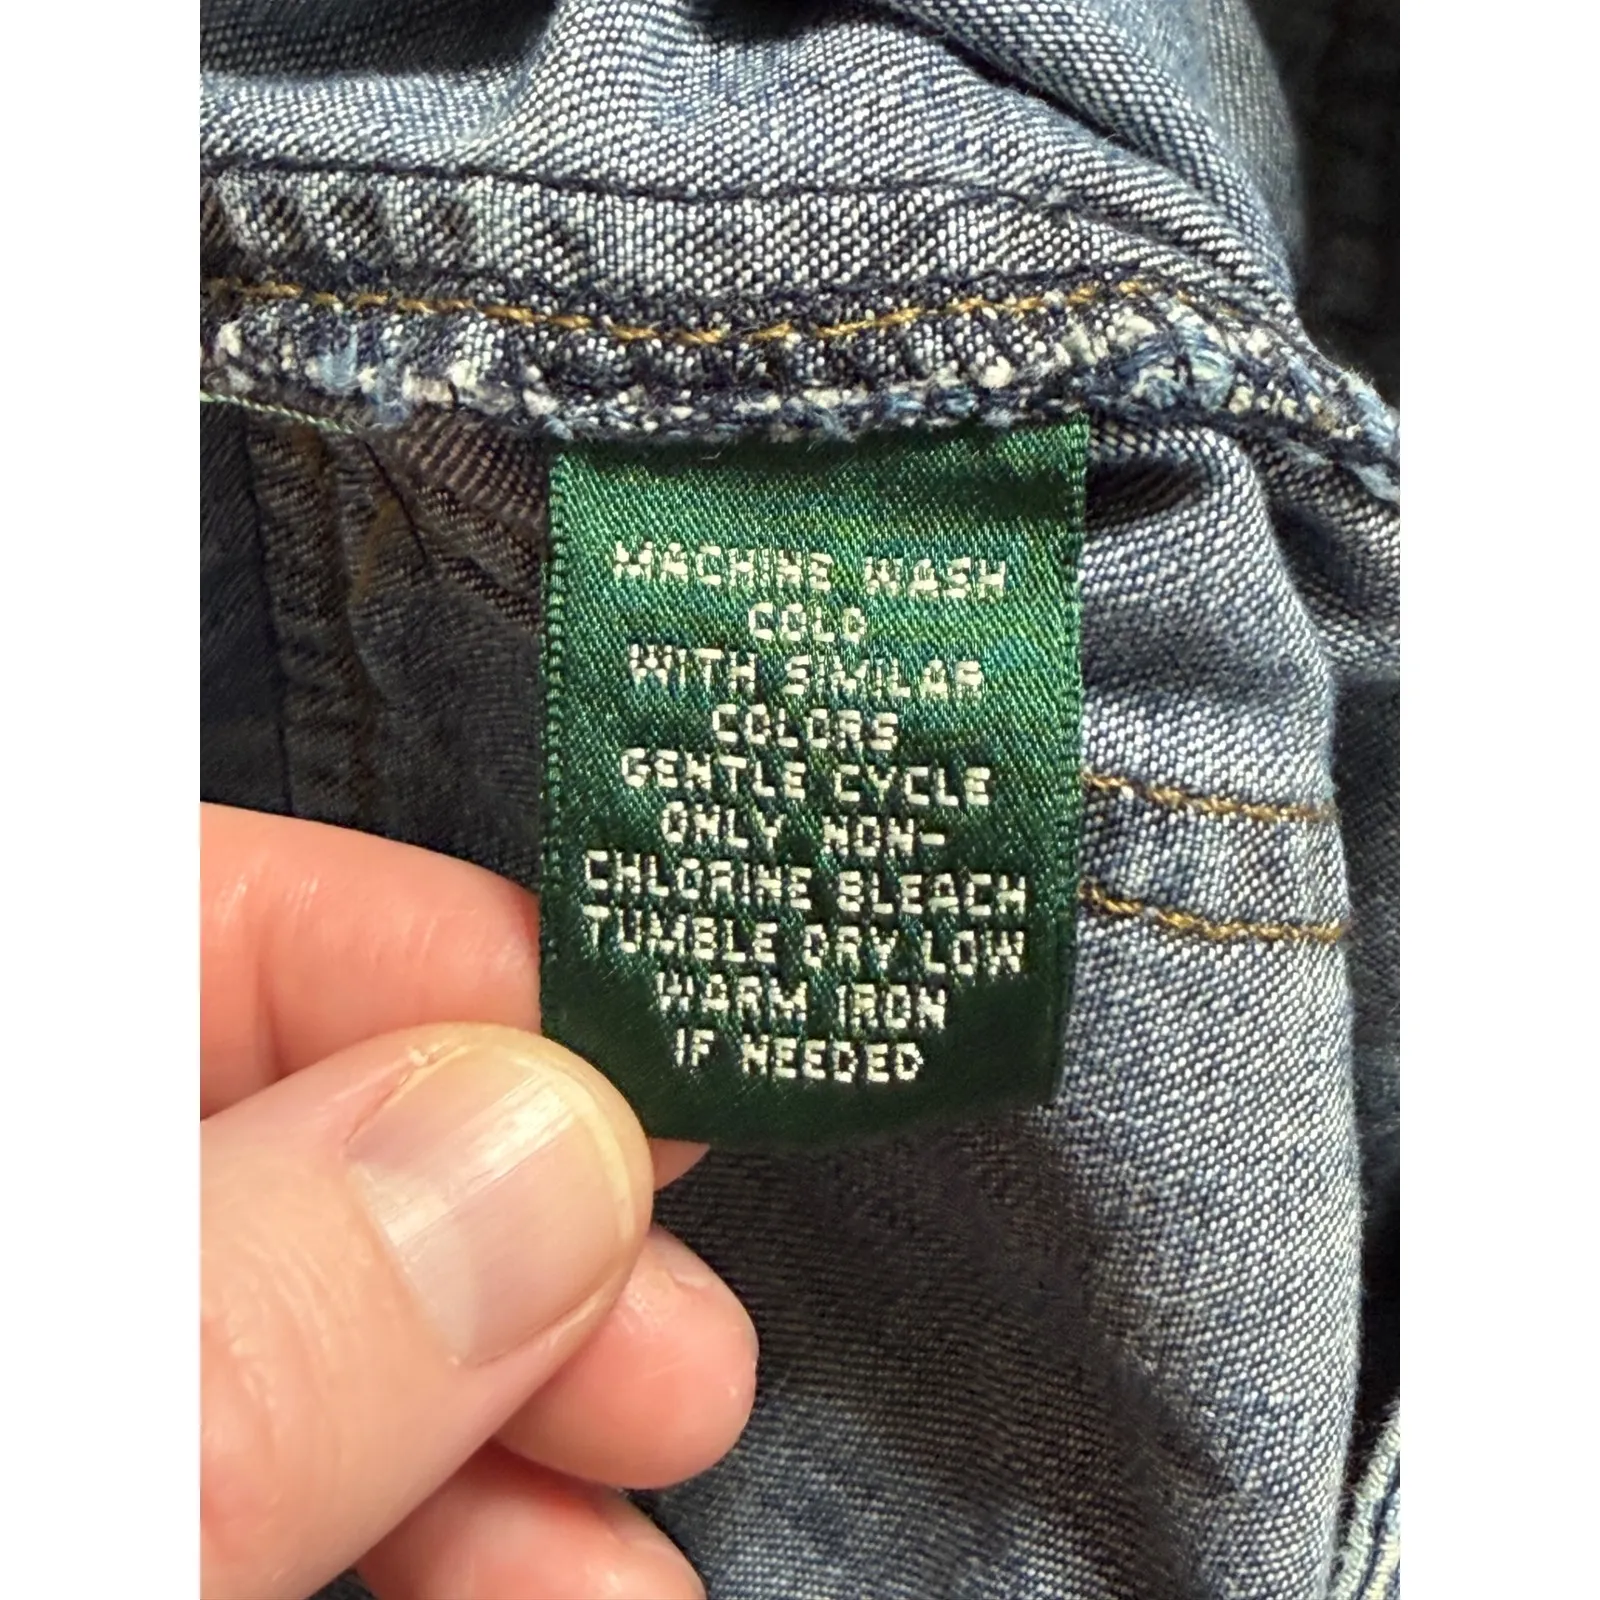 MACHINE WASH
COLD
WITH SIMILAR
COLORS
GENTLE CYCLE
ONLY NON-
CHLORINE BLEACH
TUMBLE DRY LOW
WARM IRON
IF NEEDED